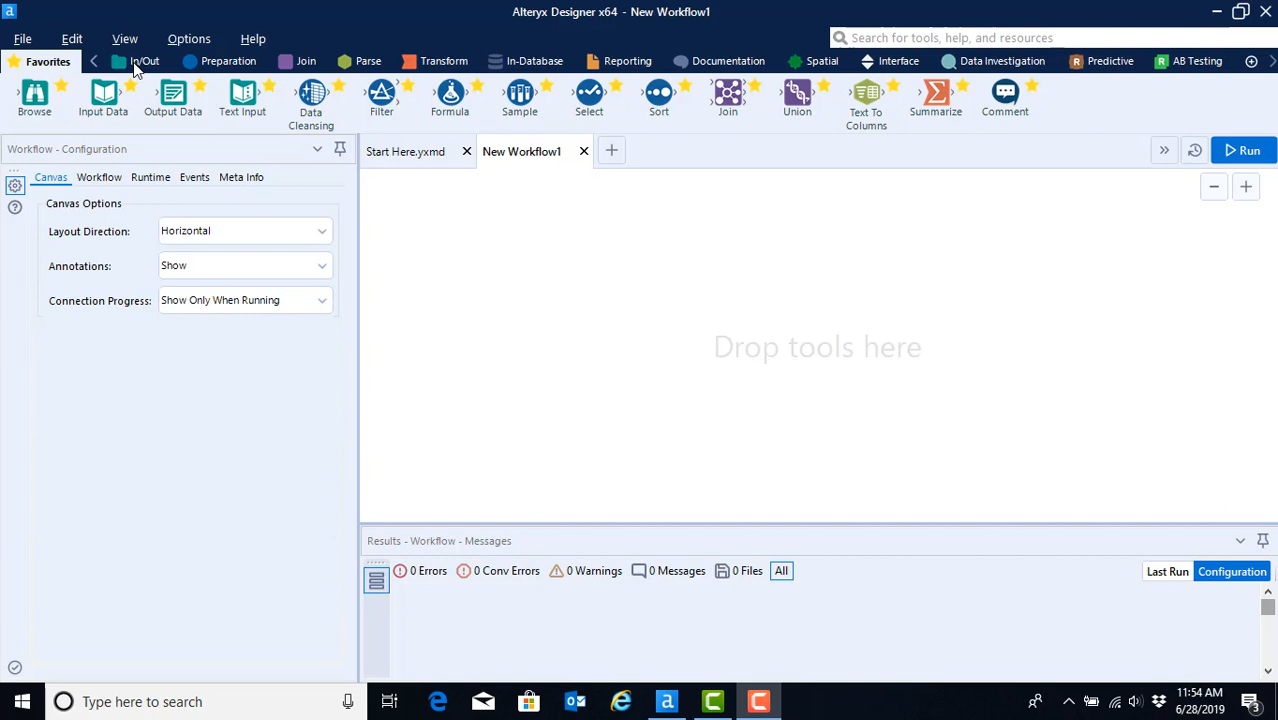 Alteryx Designer x64 - New Workflow1
File Edit View Options Help
Search for tools, help, and resources
Favorites In/Out Preparation Join Parse Transform In-Database Reporting Documentation Spatial Interface Data Investigation Predictive AB Testing
Browse Input Data Output Data Text Input Data Cleansing Filter Formula Sample Select Sort Join Union Text To Columns Summarize Comment
Workflow - Configuration
Start Here.yxmd New Workflow1 Run
Canvas Workflow Runtime Events Meta Info
Canvas Options
Layout Direction: Horizontal
Annotations: Show
Connection Progress: Show Only When Running
Drop tools here
Results - Workflow - Messages
0 Errors 0 Conv Errors 0 Warnings 0 Messages 0 Files All Last Run Configuration
Type here to search
11:54 AM
6/28/2019
3